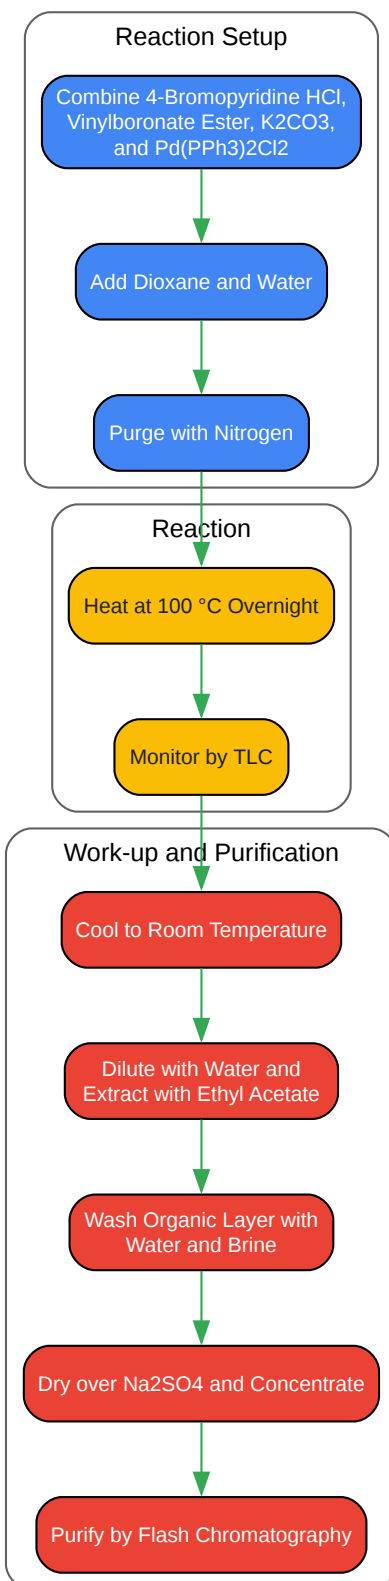 Reaction Setup
Combine 4-Bromopyridine HCl,
Vinylboronate Ester, K2CO3,
and Pd(PPh3)2Cl2
Add Dioxane and Water
Purge with Nitrogen
Reaction
Heat at 100 °C Overnight
Monitor by TLC
Work-up and Purification
Cool to Room Temperature
Dilute with Water and
Extract with Ethyl Acetate
Wash Organic Layer with
Water and Brine
Dry over Na2SO4 and Concentrate
Purify by Flash Chromatography